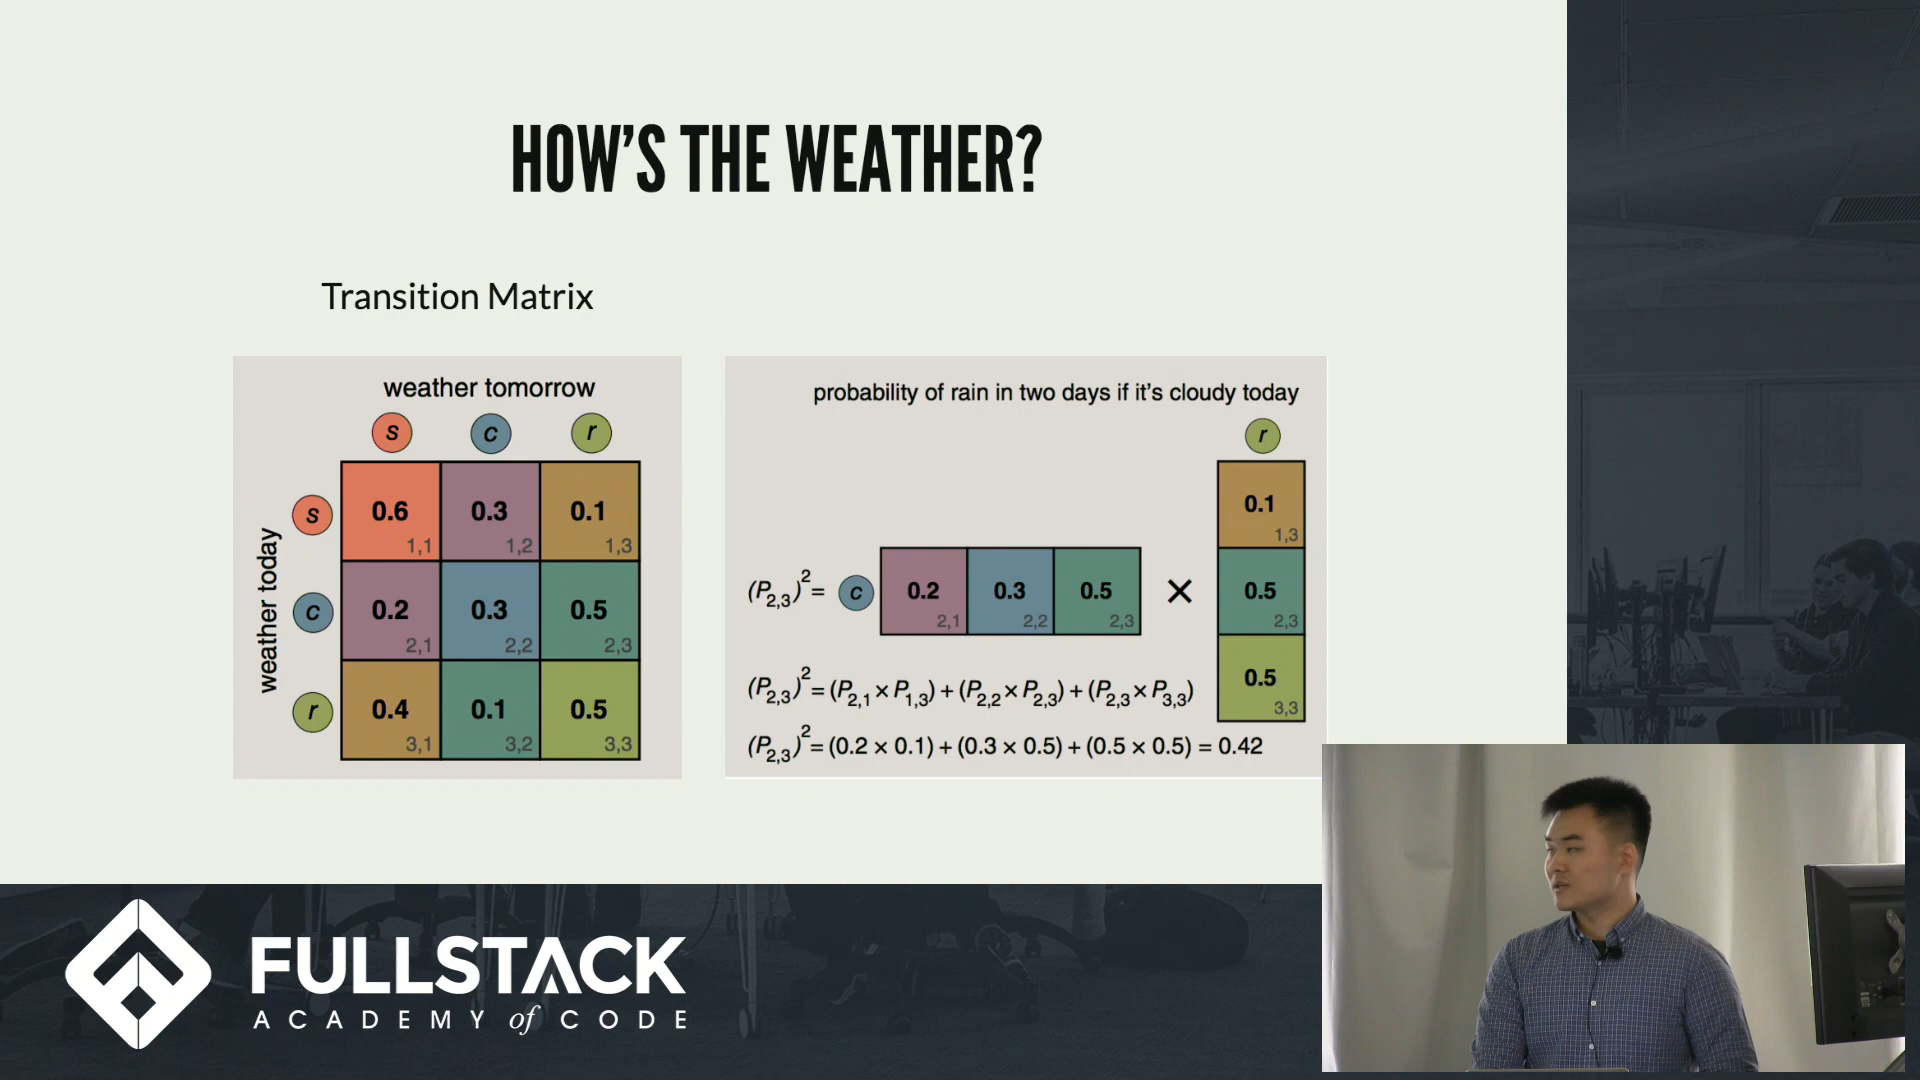 HOW'S THE WEATHER?
Transition Matrix
weather tomorrow
s c r
weather today
s 0.6 1,1 0.3 1,2 0.1 1,3
c 0.2 2,1 0.3 2,2 0.5 2,3
r 0.4 3,1 0.1 3,2 0.5 3,3
probability of rain in two days if it's cloudy today
r
0.1 1,3
(P2,3)²= c 0.2 2,1 0.3 2,2 0.5 2,3 × 0.5 2,3
0.5 3,3
(P2,3)²= (P2,1 × P1,3) + (P2,2 × P2,3) + (P2,3 × P3,3)
(P2,3)²= (0.2 × 0.1) + (0.3 × 0.5) + (0.5 × 0.5) = 0.42
FULLSTACK
ACADEMY of CODE